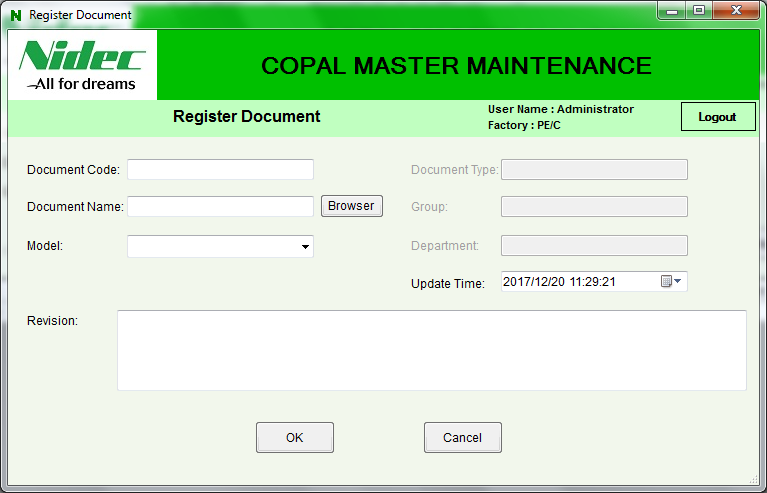 Register Document
Nidec
All for dreams
COPAL MASTER MAINTENANCE
Register Document
User Name : Administrator
Factory : PE/C
Logout
Document Code:
Document Type:
Document Name:
Browser
Group:
Model:
Department:
Update Time:
2017/12/20 11:29:21
Revision:
OK
Cancel